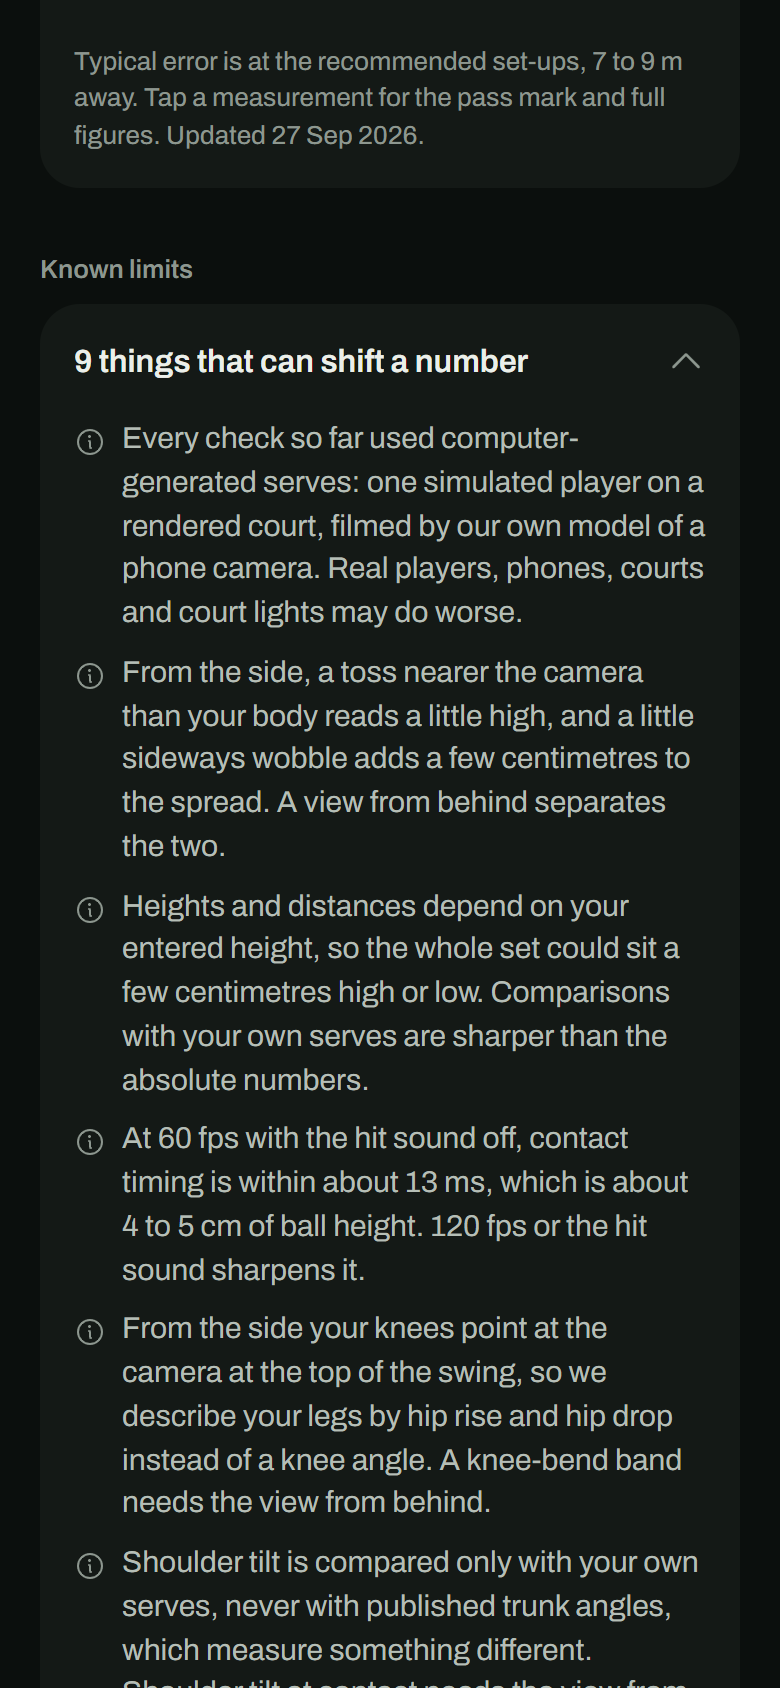 Typical error is at the recommended set-ups, 7 to 9 m
away. Tap a measurement for the pass mark and full
figures. Updated 27 Sep 2026.
Known limits
9 things that can shift a number
Every check so far used computer-
generated serves: one simulated player on a
rendered court, filmed by our own model of a
phone camera. Real players, phones, courts
and court lights may do worse.
From the side, a toss nearer the camera
than your body reads a little high, and a little
sideways wobble adds a few centimetres to
the spread. A view from behind separates
the two.
Heights and distances depend on your
entered height, so the whole set could sit a
few centimetres high or low. Comparisons
with your own serves are sharper than the
absolute numbers.
At 60 fps with the hit sound off, contact
timing is within about 13 ms, which is about
4 to 5 cm of ball height. 120 fps or the hit
sound sharpens it.
From the side your knees point at the
camera at the top of the swing, so we
describe your legs by hip rise and hip drop
instead of a knee angle. A knee-bend band
needs the view from behind.
Shoulder tilt is compared only with your own
serves, never with published trunk angles,
which measure something different.
Shoulder tilt at contact needs the view from